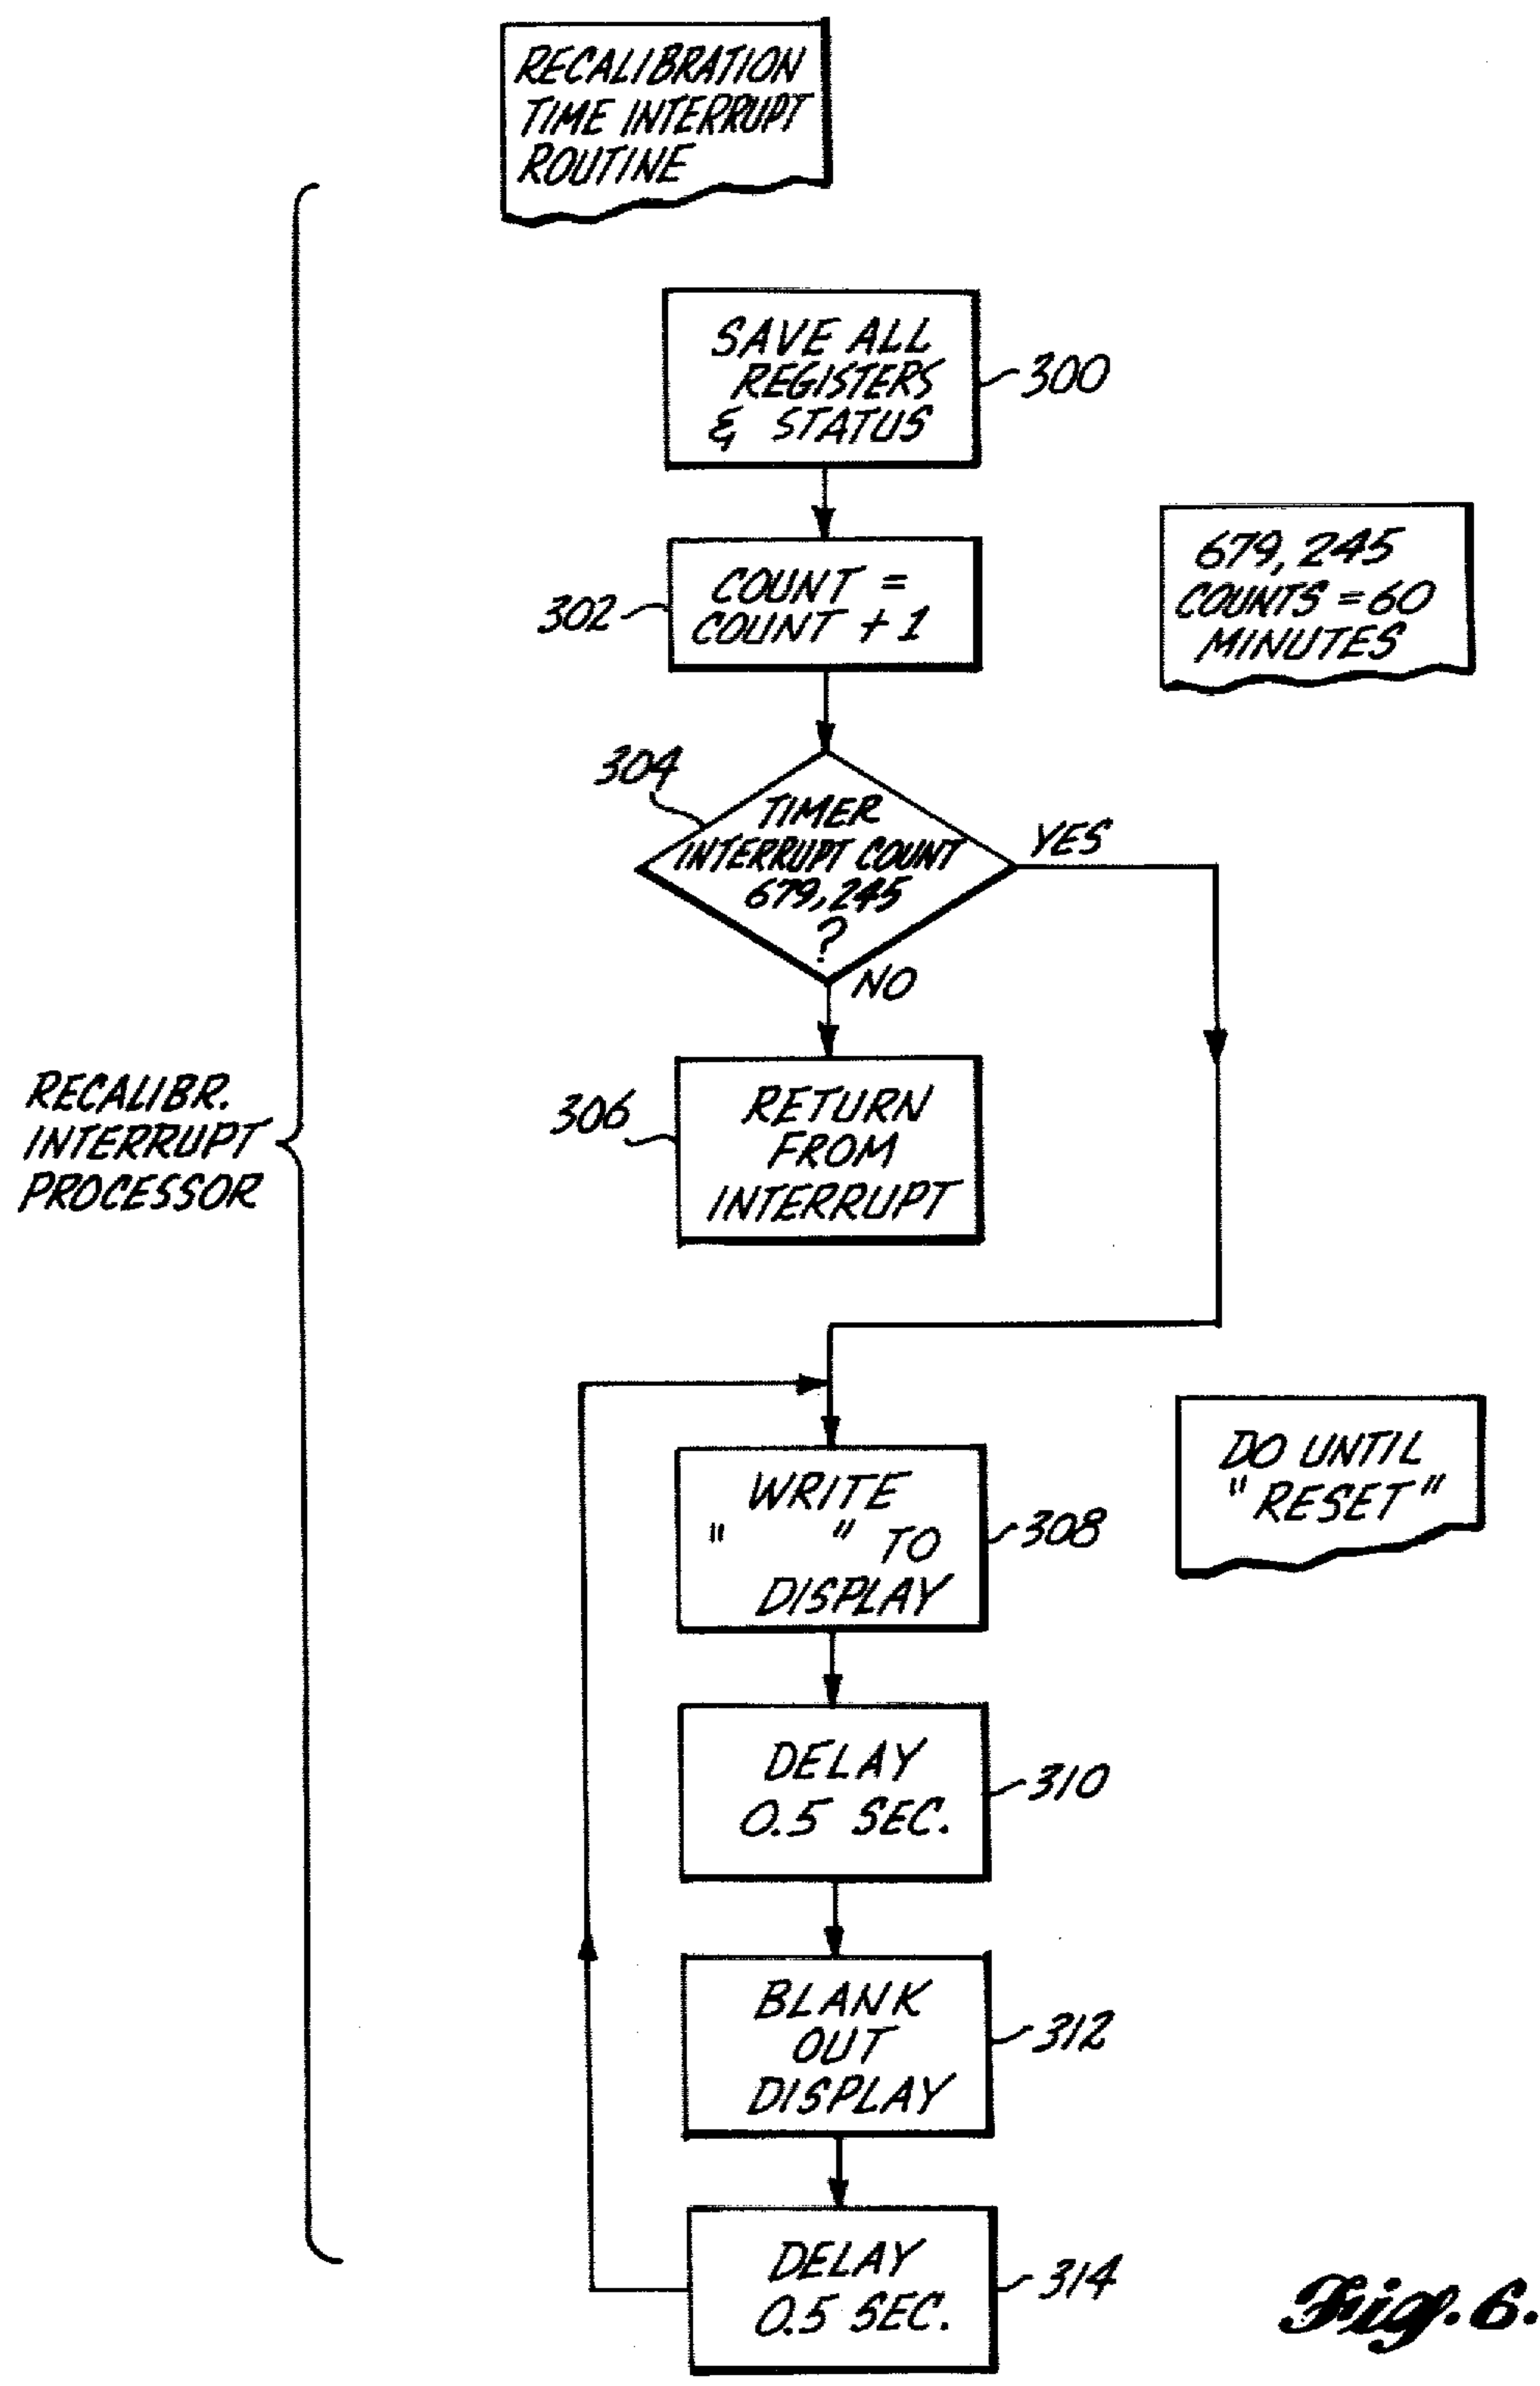 RECALIBRATION
TIME INTERRUPT
ROUTINE
SAVE ALL
REGISTERS
& STATUS
300
302
COUNT =
COUNT + 1
679,245
COUNTS = 60
MINUTES
304
TIMER
INTERRUPT COUNT
679,245
?
YES
NO
RECALIBR.
INTERRUPT
PROCESSOR
306
RETURN
FROM
INTERRUPT
WRITE
" " TO
DISPLAY
308
DO UNTIL
"RESET"
DELAY
0.5 SEC.
310
BLANK
OUT
DISPLAY
312
DELAY
0.5 SEC.
314
Fig. 6.